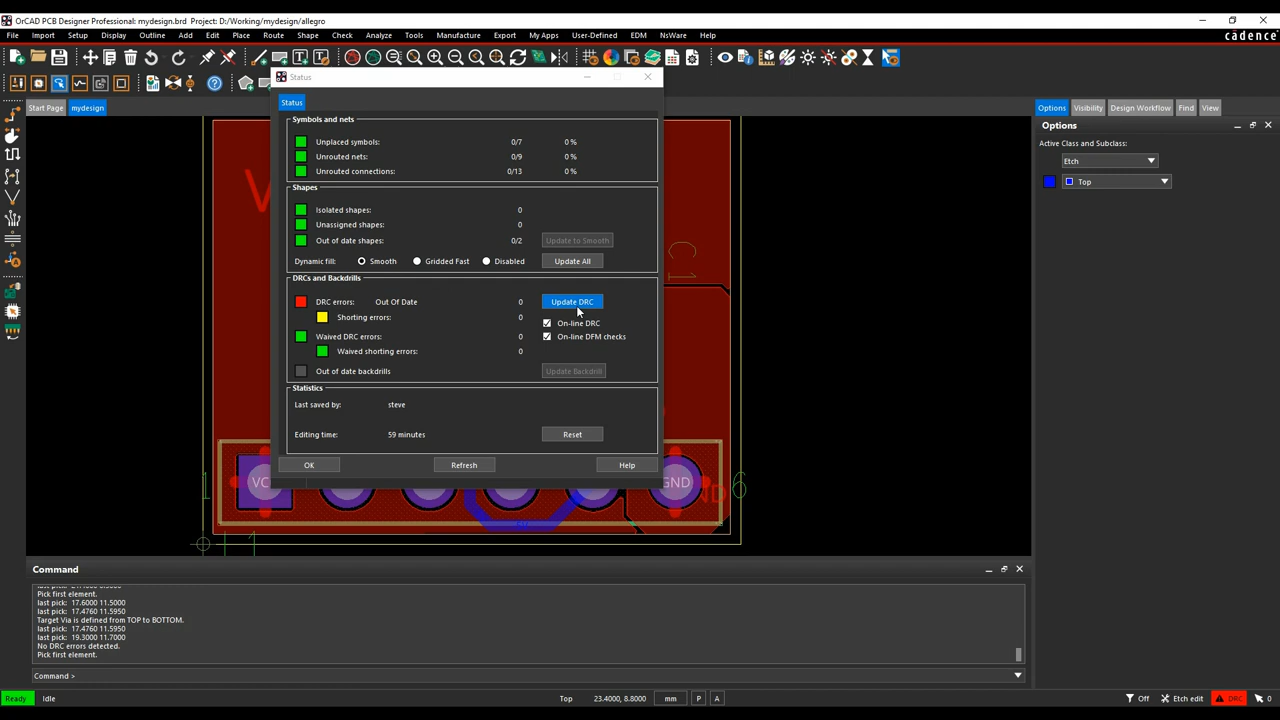 OrCAD PCB Designer Professional: mydesign.brd Project: D:/Working/mydesign/allegro
File Import Setup Display Outline Add Edit Place Route Shape Check Analyze Tools Manufacture Export My Apps User-Defined EDM NsWare Help cadence
Status
Start Page mydesign
Options Visibility Design Workflow Find View
Status
Options
Symbols and nets
Active Class and Subclass:
Unplaced symbols: 0/7 0 %
Unrouted nets: 0/9 0 %
Etch
Unrouted connections: 0/13 0 %
Top
Shapes
Isolated shapes: 0
Unassigned shapes: 0
Out of date shapes: 0/2 Update to Smooth
Dynamic fill: Smooth Gridded Fast Disabled Update All
C1
DRCs and Backdrills
DRC errors: Out Of Date 0 Update DRC
Shorting errors: 0
On-line DRC
Waived DRC errors: 0 On-line DFM checks
Waived shorting errors: 0
Out of date backdrills Update Backdrill
Statistics
Last saved by: steve
Editing time: 59 minutes Reset
OK Refresh Help
1 VC GND 6
Command
Pick first element.
last pick: 17.6000 11.5000
last pick: 17.4760 11.5950
Target Via is defined from TOP to BOTTOM.
last pick: 17.4760 11.5950
last pick: 19.3000 11.7000
No DRC errors detected.
Pick first element.
Command >
Ready Idle Top 23.4000, 8.8000 mm P A Off Etch edit DRC 0